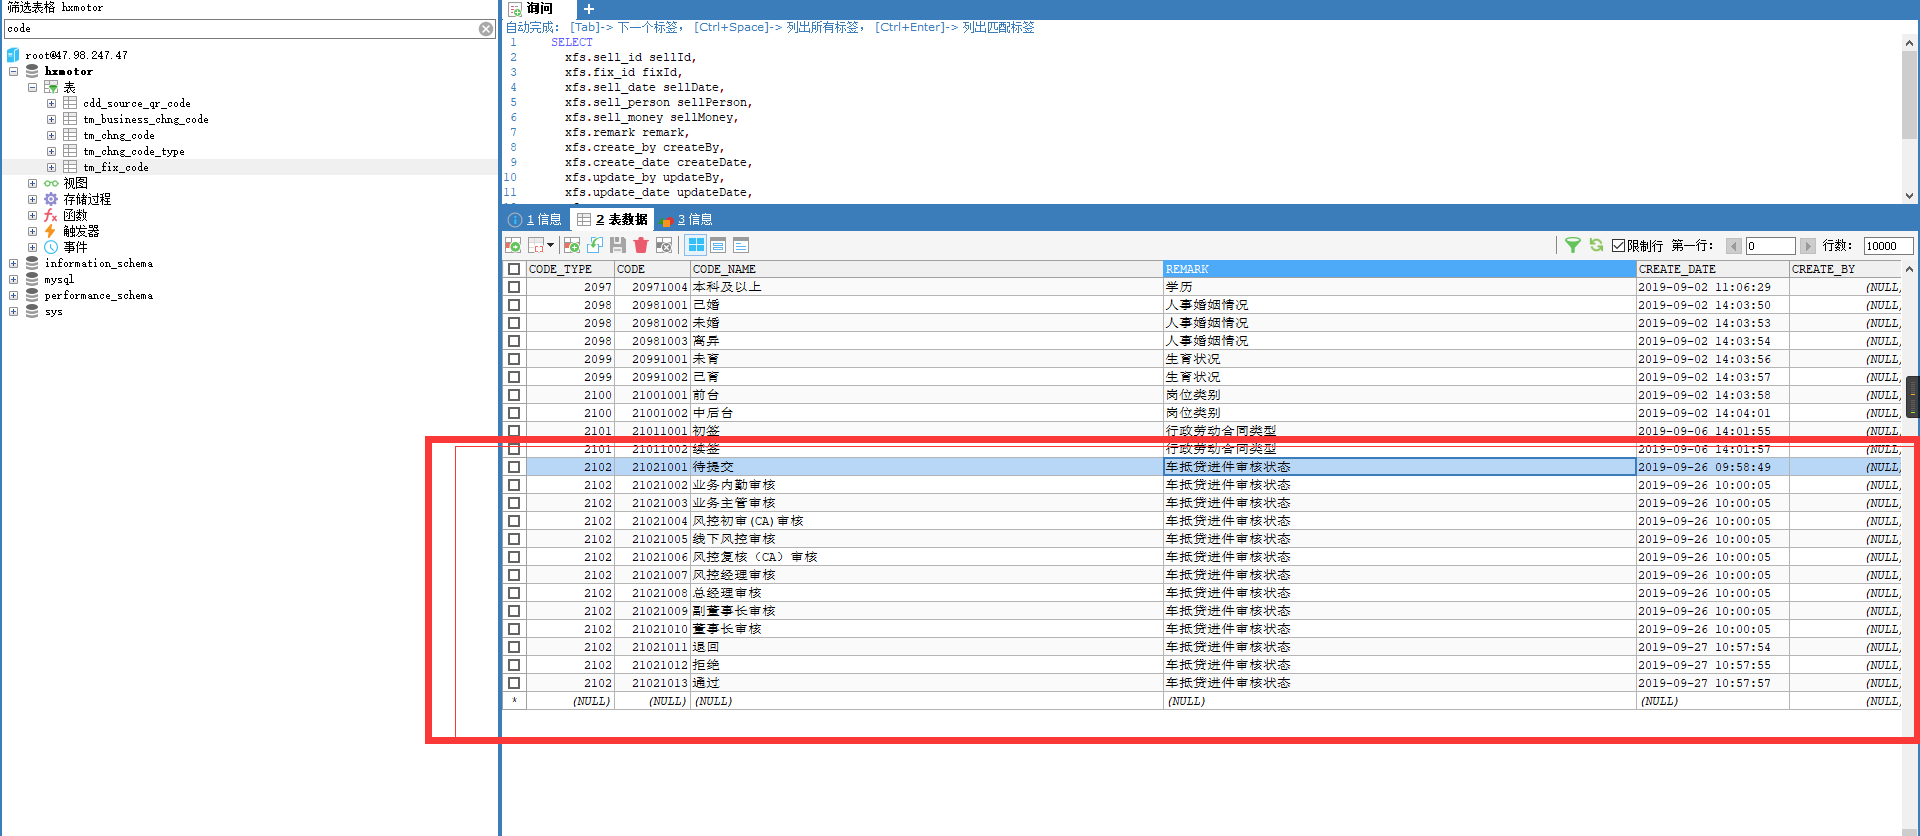 筛选表格 hxmotor
code
root@47.98.247.47
hxmotor
表
cdd_source_qr_code
tm_business_chng_code
tm_chng_code
tm_chng_code_type
tm_fix_code
视图
存储过程
函数
触发器
事件
information_schema
mysql
performance_schema
sys
询问
自动完成: [Tab]-> 下一个标签, [Ctrl+Space]-> 列出所有标签, [Ctrl+Enter]-> 列出匹配标签
1 SELECT
2 xfs.sell_id sellId,
3 xfs.fix_id fixId,
4 xfs.sell_date sellDate,
5 xfs.sell_person sellPerson,
6 xfs.sell_money sellMoney,
7 xfs.remark remark,
8 xfs.create_by createBy,
9 xfs.create_date createDate,
10 xfs.update_by updateBy,
11 xfs.update_date updateDate,
1 信息 2 表数据 3 信息
限制行 第一行: 0 行数: 10000
CODE_TYPE CODE CODE_NAME REMARK CREATE_DATE CREATE_BY
2097 20971004 本科及以上 学历 2019-09-02 11:06:29 (NULL)
2098 20981001 已婚 人事婚姻情况 2019-09-02 14:03:50 (NULL)
2098 20981002 未婚 人事婚姻情况 2019-09-02 14:03:53 (NULL)
2098 20981003 离异 人事婚姻情况 2019-09-02 14:03:54 (NULL)
2099 20991001 未育 生育状况 2019-09-02 14:03:56 (NULL)
2099 20991002 已育 生育状况 2019-09-02 14:03:57 (NULL)
2100 21001001 前台 岗位类别 2019-09-02 14:03:58 (NULL)
2100 21001002 中后台 岗位类别 2019-09-02 14:04:01 (NULL)
2101 21011001 初签 行政劳动合同类型 2019-09-06 14:01:55 (NULL)
2101 21011002 续签 行政劳动合同类型 2019-09-06 14:01:57 (NULL)
2102 21021001 待提交 车抵贷进件审核状态 2019-09-26 09:58:49 (NULL)
2102 21021002 业务内勤审核 车抵贷进件审核状态 2019-09-26 10:00:05 (NULL)
2102 21021003 业务主管审核 车抵贷进件审核状态 2019-09-26 10:00:05 (NULL)
2102 21021004 风控初审(CA)审核 车抵贷进件审核状态 2019-09-26 10:00:05 (NULL)
2102 21021005 线下风控审核 车抵贷进件审核状态 2019-09-26 10:00:05 (NULL)
2102 21021006 风控复核（CA）审核 车抵贷进件审核状态 2019-09-26 10:00:05 (NULL)
2102 21021007 风控经理审核 车抵贷进件审核状态 2019-09-26 10:00:05 (NULL)
2102 21021008 总经理审核 车抵贷进件审核状态 2019-09-26 10:00:05 (NULL)
2102 21021009 副董事长审核 车抵贷进件审核状态 2019-09-26 10:00:05 (NULL)
2102 21021010 董事长审核 车抵贷进件审核状态 2019-09-26 10:00:05 (NULL)
2102 21021011 退回 车抵贷进件审核状态 2019-09-27 10:57:54 (NULL)
2102 21021012 拒绝 车抵贷进件审核状态 2019-09-27 10:57:55 (NULL)
2102 21021013 通过 车抵贷进件审核状态 2019-09-27 10:57:57 (NULL)
* (NULL) (NULL) (NULL) (NULL) (NULL) (NULL)